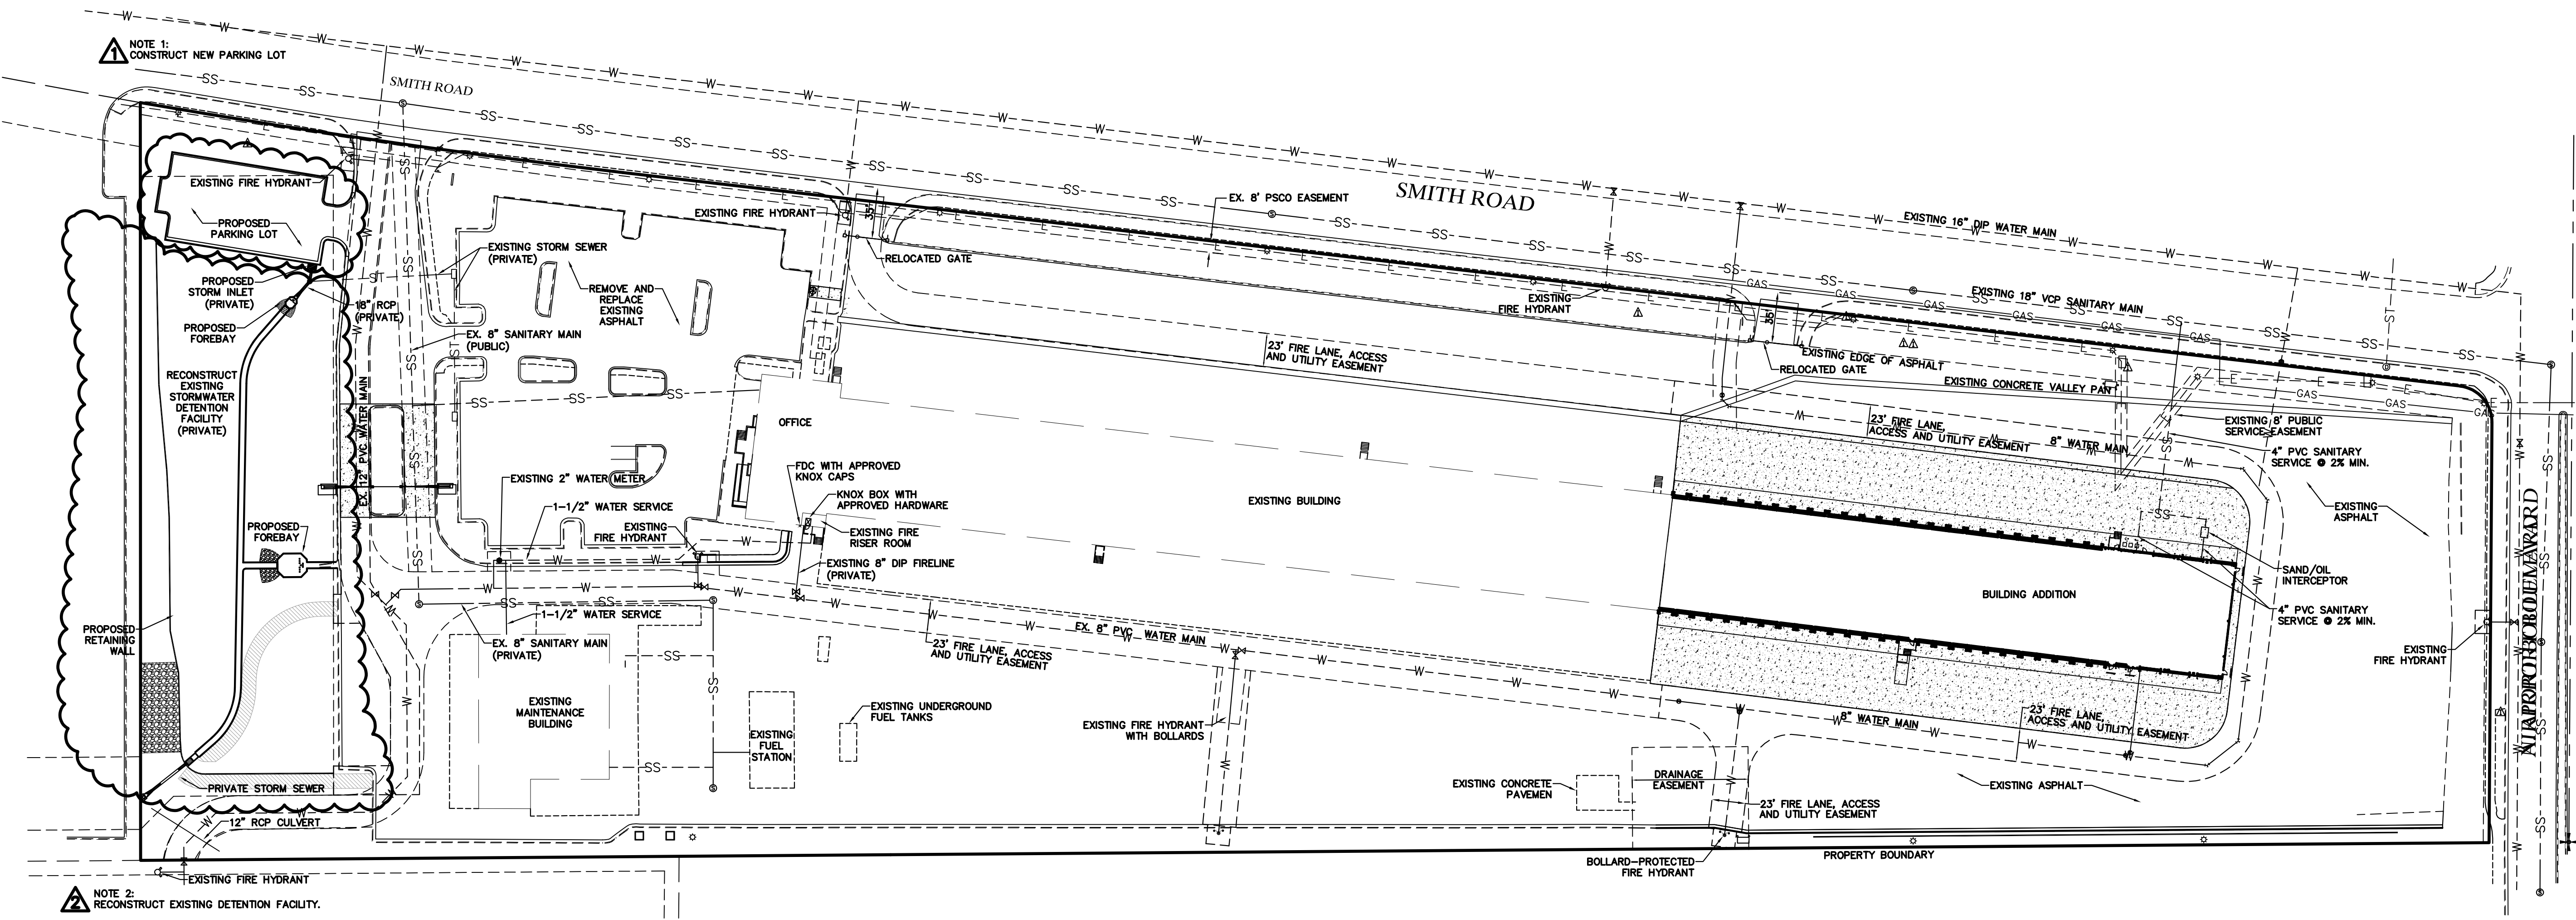 NOTE 1:
CONSTRUCT NEW PARKING LOT
1
SMITH ROAD
SMITH ROAD
EXISTING FIRE HYDRANT
PROPOSED
PARKING LOT
EXISTING FIRE HYDRANT
35'
RELOCATED GATE
EX. 8' PSCO EASEMENT
EXISTING 16" DIP WATER MAIN
EXISTING STORM SEWER
(PRIVATE)
PROPOSED
STORM INLET
(PRIVATE)
18" RCP
(PRIVATE)
REMOVE AND
REPLACE
EXISTING
ASPHALT
EXISTING
FIRE HYDRANT
35'
EXISTING 18" VCP SANITARY MAIN
PROPOSED
FOREBAY
EX. 8" SANITARY MAIN
(PUBLIC)
23' FIRE LANE, ACCESS
AND UTILITY EASEMENT
EXISTING EDGE OF ASPHALT
RELOCATED GATE
EXISTING CONCRETE VALLEY PAN
RECONSTRUCT
EXISTING
STORMWATER
DETENTION
FACILITY
(PRIVATE)
EX. 12" PVC WATER MAIN
OFFICE
23' FIRE LANE,
ACCESS AND UTILITY EASEMENT
8" WATER MAIN
EXISTING 8' PUBLIC
SERVICE EASEMENT
4" PVC SANITARY
SERVICE @ 2% MIN.
EXISTING 2" WATER METER
FDC WITH APPROVED
KNOX CAPS
KNOX BOX WITH
APPROVED HARDWARE
EXISTING BUILDING
EXISTING
ASPHALT
1-1/2" WATER SERVICE
EXISTING
FIRE HYDRANT
EXISTING FIRE
RISER ROOM
PROPOSED
FOREBAY
EXISTING 8" DIP FIRELINE
(PRIVATE)
SAND/OIL
INTERCEPTOR
BUILDING ADDITION
4" PVC SANITARY
SERVICE @ 2% MIN.
1-1/2" WATER SERVICE
PROPOSED
RETAINING
WALL
EX. 8" SANITARY MAIN
(PRIVATE)
EX. 8" PVC WATER MAIN
23' FIRE LANE, ACCESS
AND UTILITY EASEMENT
EXISTING
FIRE HYDRANT
EXISTING
MAINTENANCE
BUILDING
EXISTING UNDERGROUND
FUEL TANKS
EXISTING
FUEL
STATION
EXISTING FIRE HYDRANT
WITH BOLLARDS
8" WATER MAIN
23' FIRE LANE,
ACCESS AND UTILITY EASEMENT
PRIVATE STORM SEWER
EXISTING CONCRETE
PAVEMEN
DRAINAGE
EASEMENT
EXISTING ASPHALT
23' FIRE LANE, ACCESS
AND UTILITY EASEMENT
12" RCP CULVERT
EXISTING FIRE HYDRANT
BOLLARD-PROTECTED
FIRE HYDRANT
PROPERTY BOUNDARY
2
NOTE 2:
RECONSTRUCT EXISTING DETENTION FACILITY.